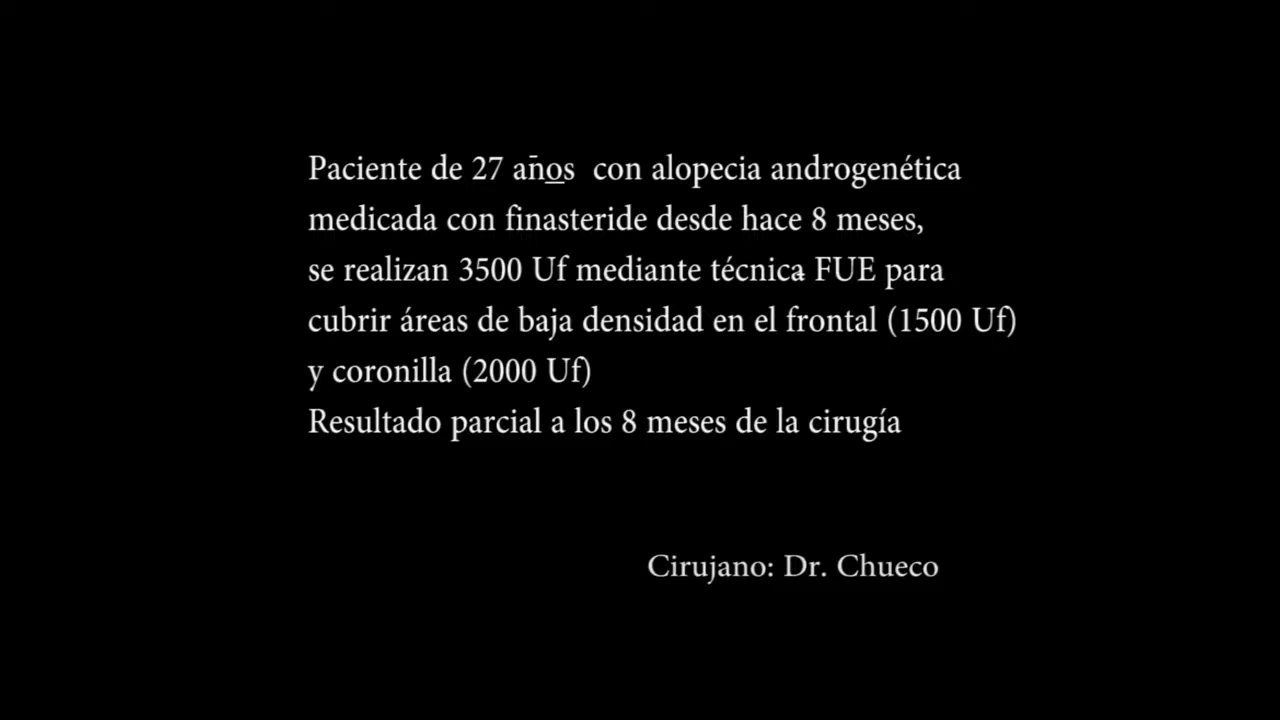 Paciente de 27 años  con alopecia androgenética
medicada con finasteride desde hace 8 meses,
se realizan 3500 Uf mediante técnica FUE para
cubrir áreas de baja densidad en el frontal (1500 Uf)
y coronilla (2000 Uf)
Resultado parcial a los 8 meses de la cirugía
Cirujano: Dr. Chueco